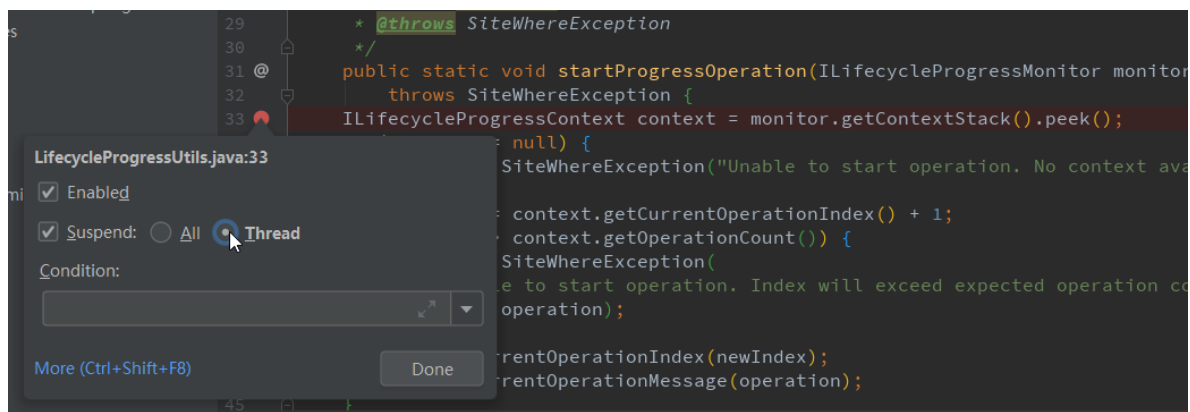 29 * @throws SiteWhereException
30 */
31 @ public static void startProgressOperation(ILifecycleProgressMonitor monitor
32 throws SiteWhereException {
33 ILifecycleProgressContext context = monitor.getContextStack().peek();
= null) {
LifecycleProgressUtils.java:33
SiteWhereException("Unable to start operation. No context ava
Enabled
= context.getCurrentOperationIndex() + 1;
Suspend: All Thread
context.getOperationCount()) {
SiteWhereException(
Condition:
e to start operation. Index will exceed expected operation co
operation);
rrentOperationIndex(newIndex);
More (Ctrl+Shift+F8) Done
rrentOperationMessage(operation);
45 }